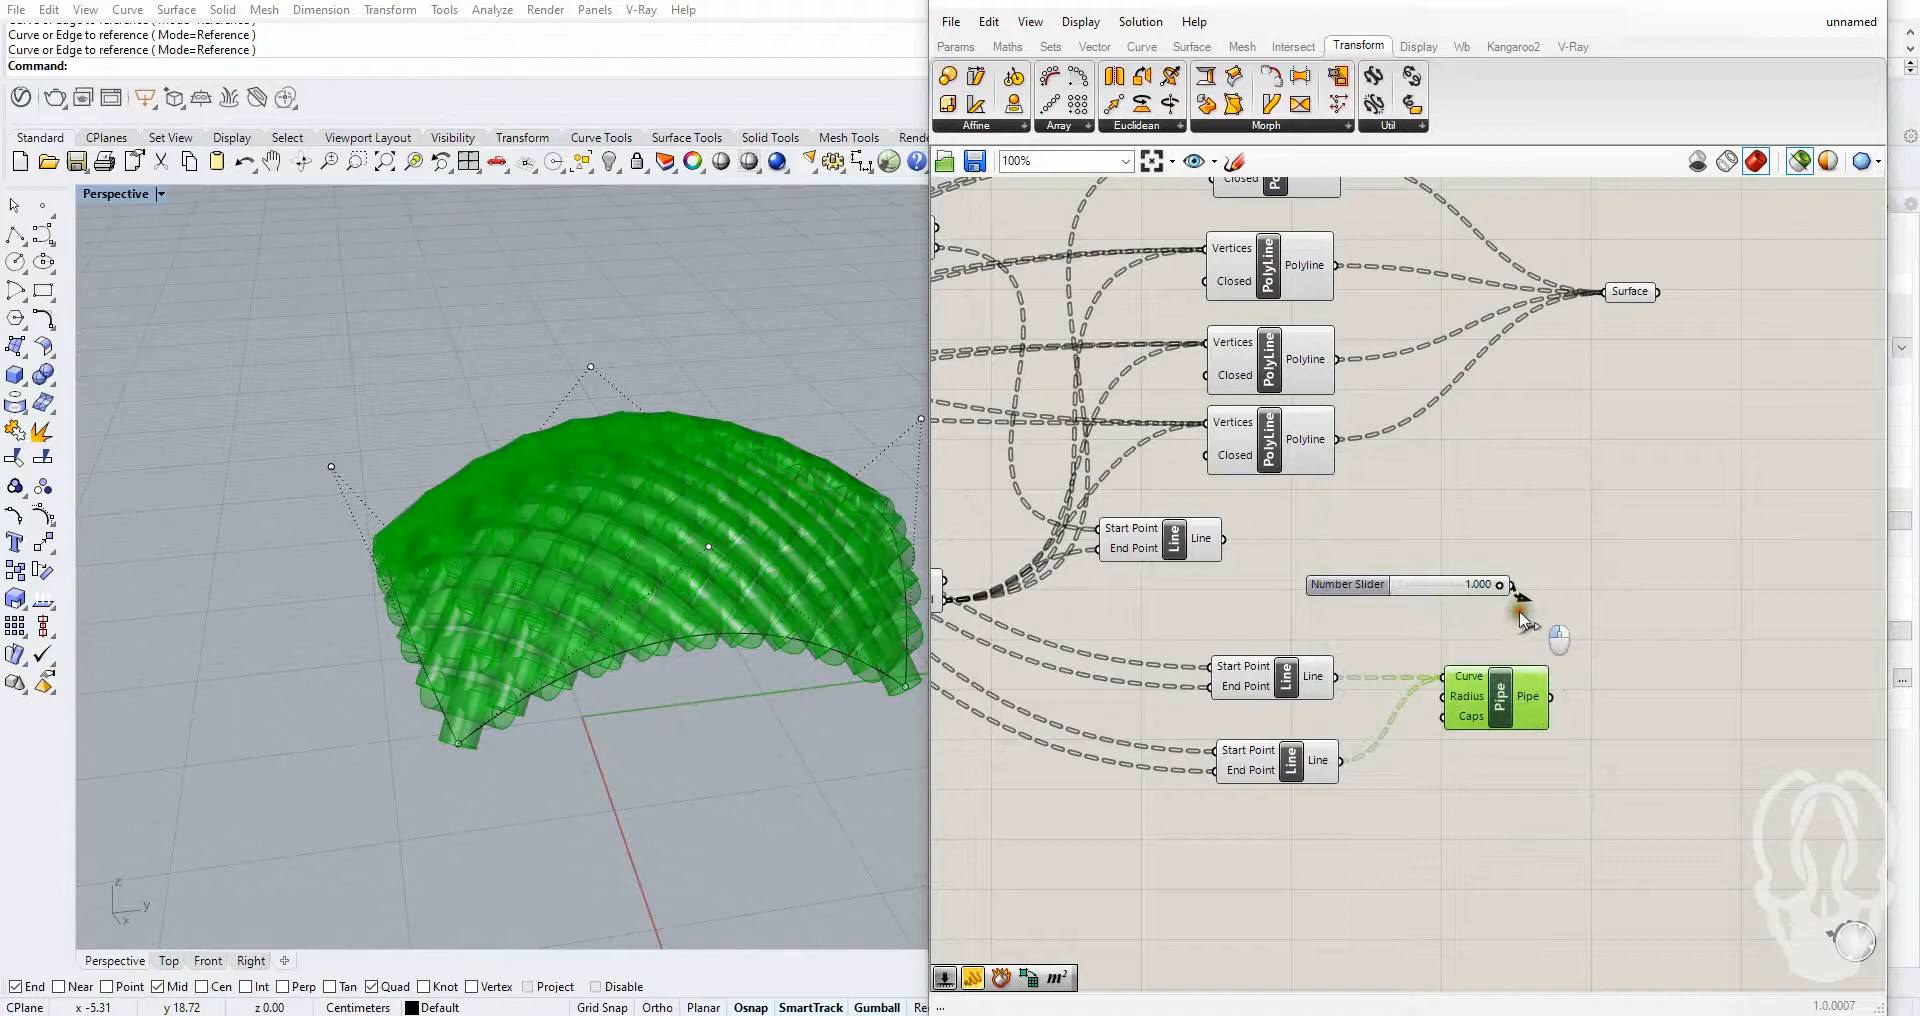 File Edit View Curve Surface Solid Mesh Dimension Transform Tools Analyze Render Panels V-Ray Help
Curve or Edge to reference ( Mode=Reference )
Curve or Edge to reference ( Mode=Reference )
Command:
Standard CPlanes Set View Display Select Viewport Layout Visibility Transform Curve Tools Surface Tools Solid Tools Mesh Tools Rende
Perspective
z
y
x
Perspective Top Front Right
End Near Point Mid Cen Int Perp Tan Quad Knot Vertex Project Disable
CPlane x -5.31 y 18.72 z 0.00 Centimeters Default Grid Snap Ortho Planar Osnap SmartTrack Gumball Re
File Edit View Display Solution Help unnamed
Params Maths Sets Vector Curve Surface Mesh Intersect Transform Display Wb Kangaroo2 V-Ray
Affine Array Euclidean Morph Util
100%
Closed
Vertices PolyLine Polyline
Closed
Surface
Vertices PolyLine Polyline
Closed
Vertices PolyLine Polyline
Closed
Start Point Line Line
End Point
Number Slider 1.000
Start Point Line Line
End Point
Curve Pipe Pipe
Radius
Caps
Start Point Line Line
End Point
m²
... 1.0.0007